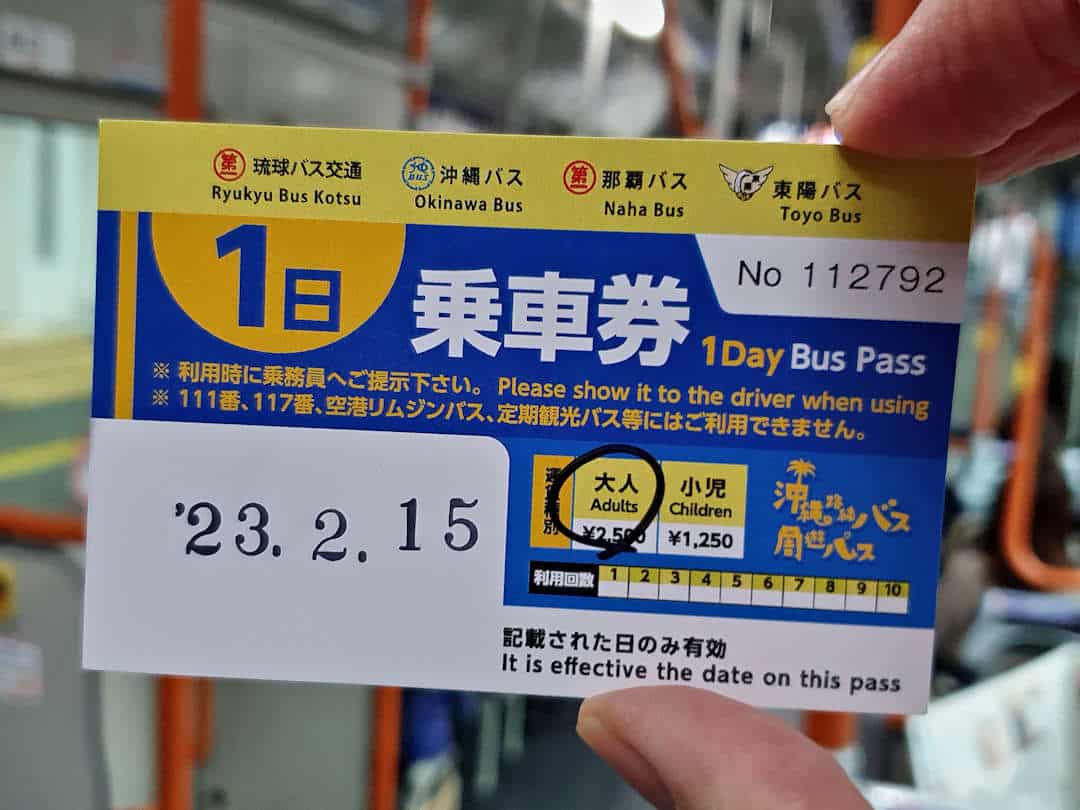 第 琉球バス交通
Ryukyu Bus Kotsu
沖縄バス
Okinawa Bus
第 那覇バス
Naha Bus
東陽バス
Toyo Bus
1日
乗車券
No 112792
1Day Bus Pass
※ 利用時に乗務員へご提示下さい。 Please show it to the driver when using
※ 111番、117番、空港リムジンバス、定期観光バス等にはご利用できません。
'23. 2. 15
大人 小児
Adults Children
¥2,500 ¥1,250
沖縄路線バス
周遊パス
利用回数 1 2 3 4 5 6 7 8 9 10
記載された日のみ有効
It is effective the date on this pass